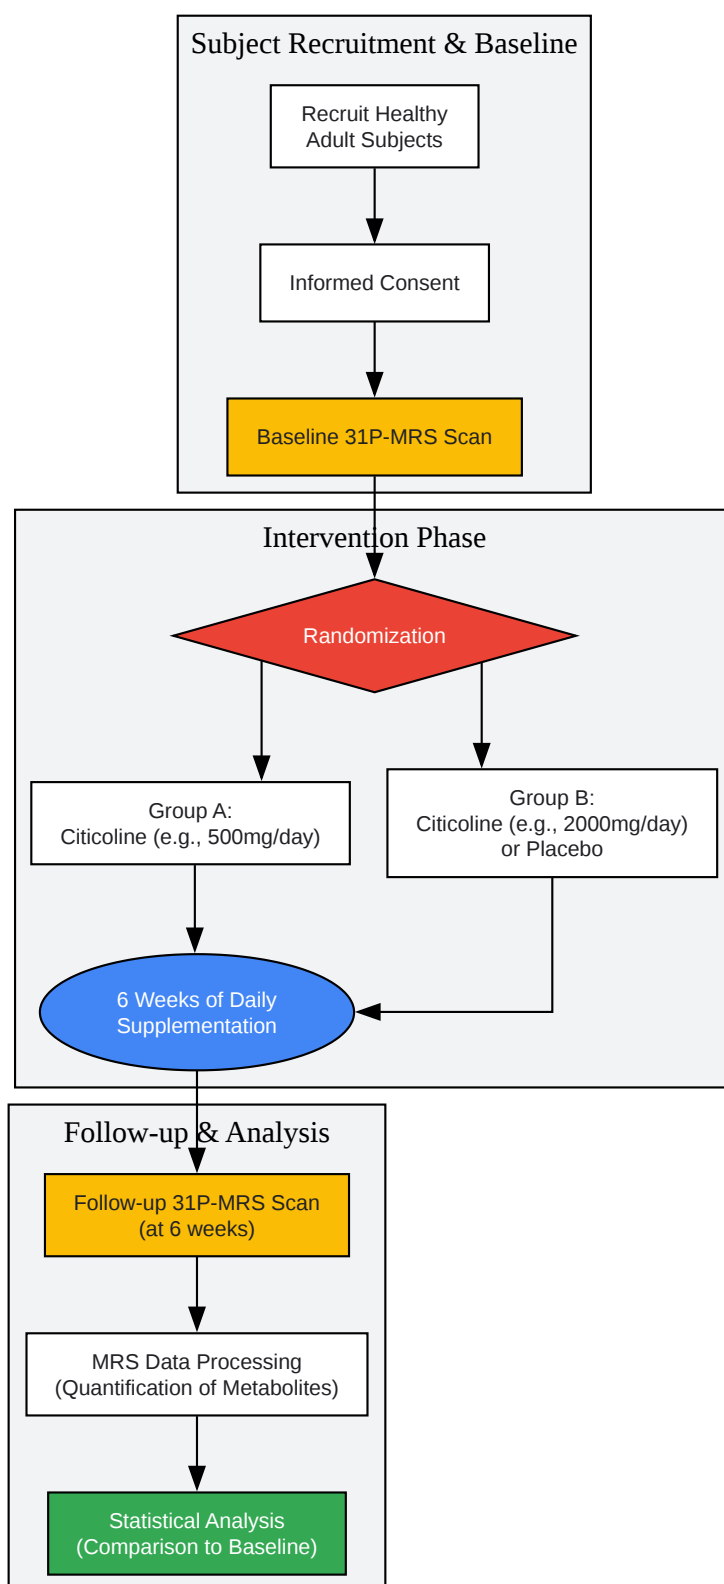 Subject Recruitment & Baseline
Recruit Healthy
Adult Subjects
Informed Consent
Baseline 31P-MRS Scan
Intervention Phase
Randomization
Group A:
Citicoline (e.g., 500mg/day)
Group B:
Citicoline (e.g., 2000mg/day)
or Placebo
6 Weeks of Daily
Supplementation
Follow-up & Analysis
Follow-up 31P-MRS Scan
(at 6 weeks)
MRS Data Processing
(Quantification of Metabolites)
Statistical Analysis
(Comparison to Baseline)